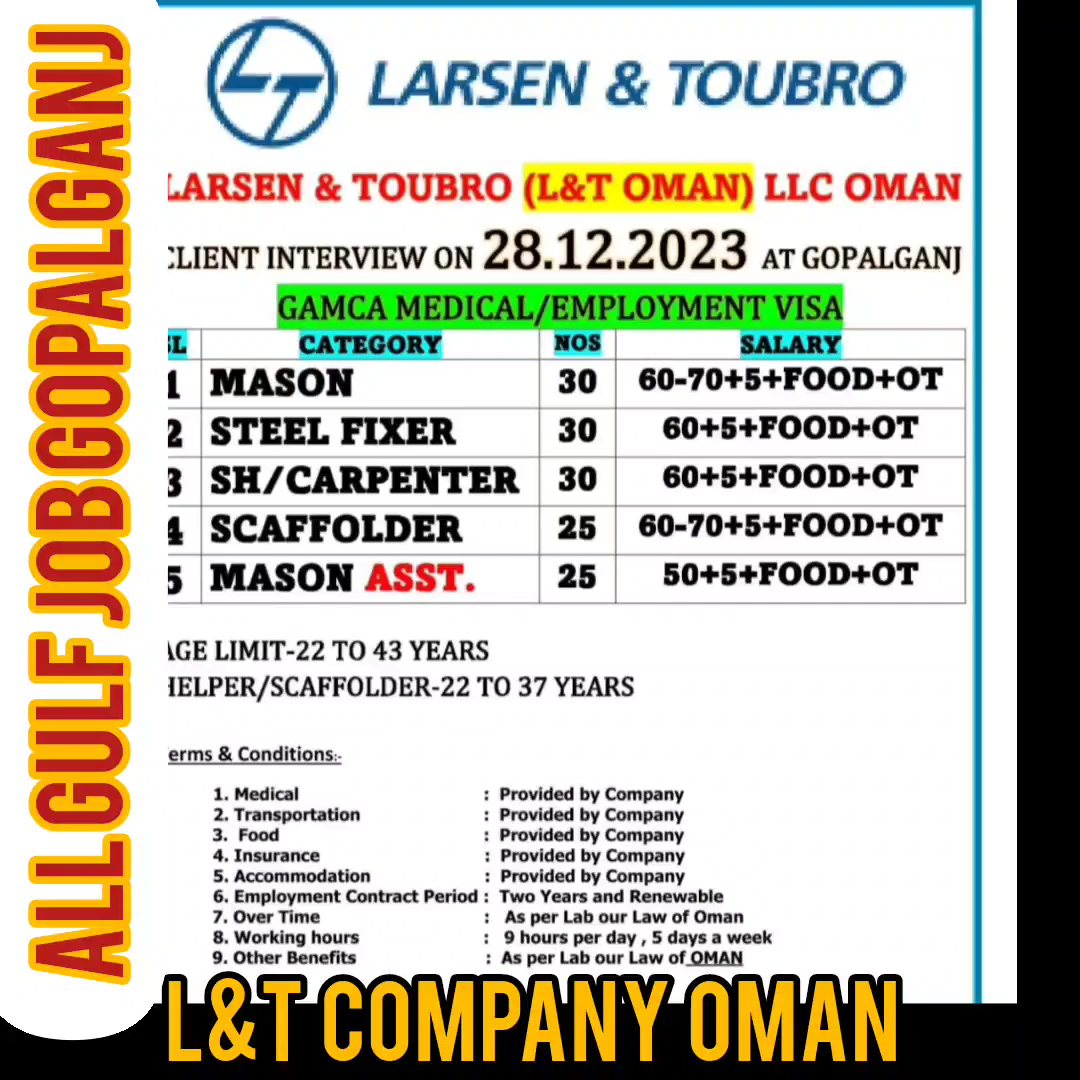 ALL GULF JOB GOPALGANJ
LT LARSEN & TOUBRO
LARSEN & TOUBRO (L&T OMAN) LLC OMAN
CLIENT INTERVIEW ON 28.12.2023 AT GOPALGANJ
GAMCA MEDICAL/EMPLOYMENT VISA
SL CATEGORY NOS SALARY
1 MASON 30 60-70+5+FOOD+OT
2 STEEL FIXER 30 60+5+FOOD+OT
3 SH/CARPENTER 30 60+5+FOOD+OT
4 SCAFFOLDER 25 60-70+5+FOOD+OT
5 MASON ASST. 25 50+5+FOOD+OT
AGE LIMIT-22 TO 43 YEARS
HELPER/SCAFFOLDER-22 TO 37 YEARS
erms & Conditions:-
1. Medical : Provided by Company
2. Transportation : Provided by Company
3. Food : Provided by Company
4. Insurance : Provided by Company
5. Accommodation : Provided by Company
6. Employment Contract Period : Two Years and Renewable
7. Over Time : As per Lab our Law of Oman
8. Working hours : 9 hours per day , 5 days a week
9. Other Benefits : As per Lab our Law of OMAN
L&T COMPANY OMAN